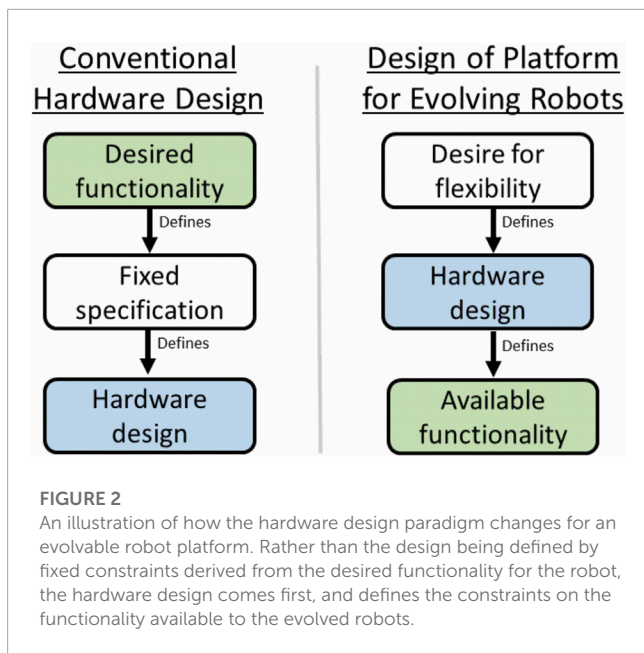 Conventional
Hardware Design
Desired
functionality
Defines
Fixed
specification
Defines
Hardware
design
Design of Platform
for Evolving Robots
Desire for
flexibility
Defines
Hardware
design
Defines
Available
functionality
FIGURE 2
An illustration of how the hardware design paradigm changes for an
evolvable robot platform. Rather than the design being defined by
fixed constraints derived from the desired functionality for the robot,
the hardware design comes first, and defines the constraints on the
functionality available to the evolved robots.